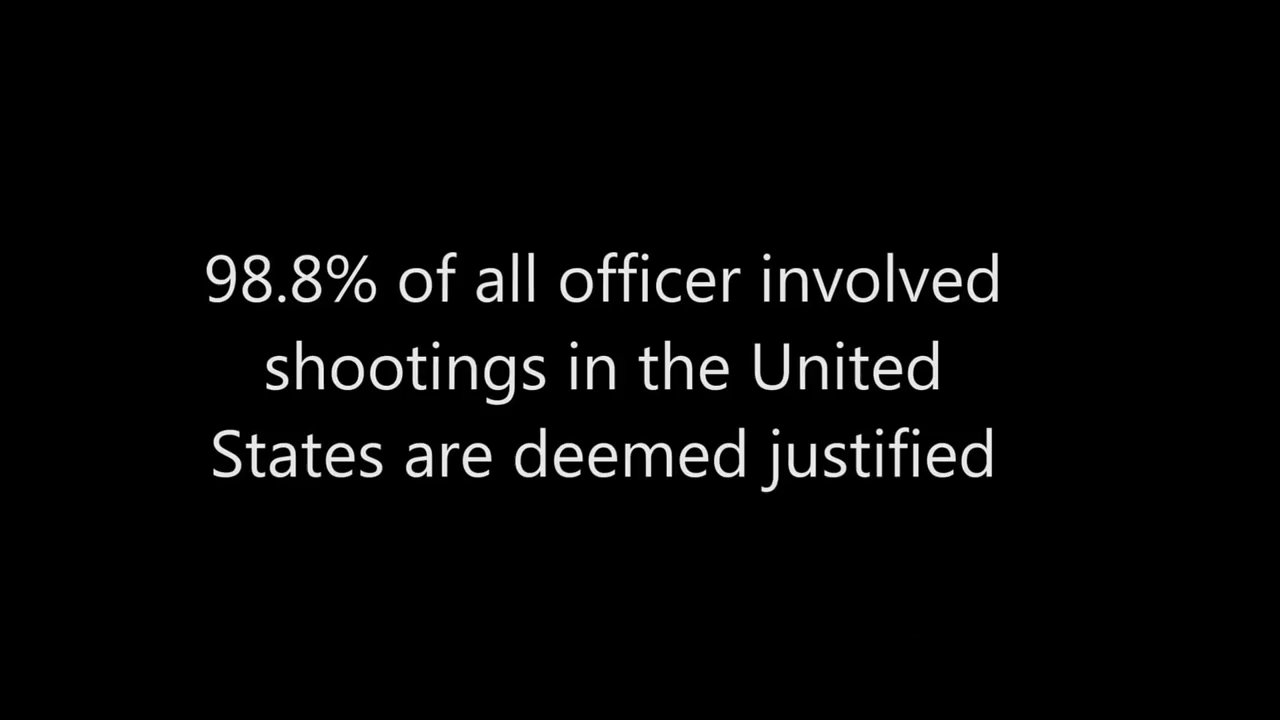 98.8% of all officer involved
shootings in the United
States are deemed justified